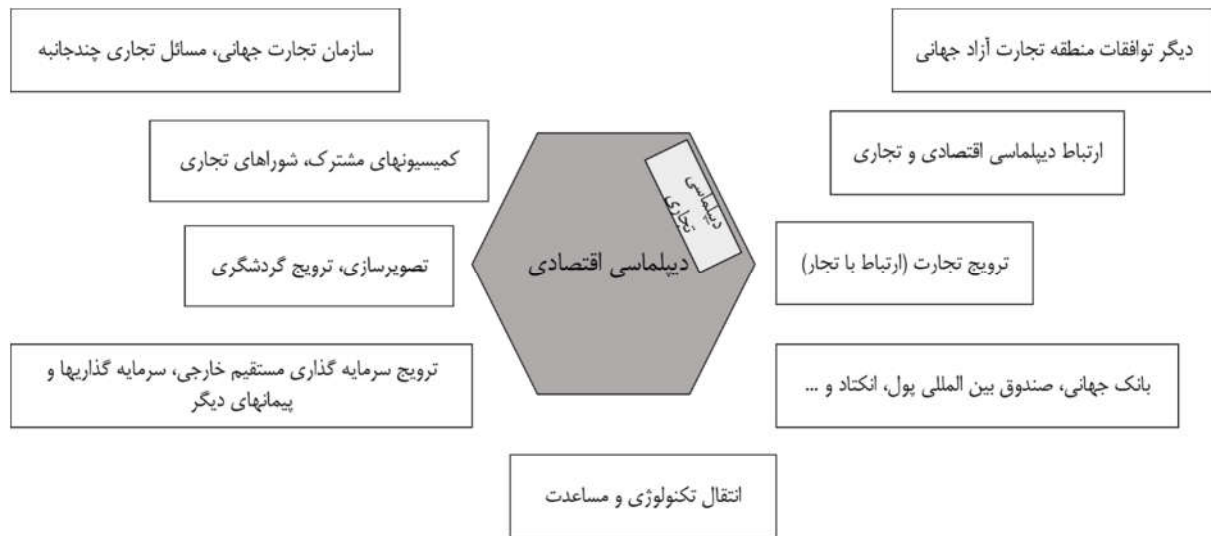 دیگر توافقات منطقه تجارت آزاد جهانی
سازمان تجارت جهانی، مسائل تجاری چندجانبه
ارتباط دیپلماسی اقتصادی و تجاری
کمیسیونهای مشترک، شوراهای تجاری
دیپلماسی
تجاری
دیپلماسی اقتصادی
ترویج تجارت (ارتباط با تجار)
تصویرسازی، ترویج گردشگری
بانک جهانی، صندوق بین المللی پول، انکتاد و ...
ترویج سرمایه گذاری مستقیم خارجی، سرمایه گذاریها و
پیمانهای دیگر
انتقال تکنولوژی و مساعدت